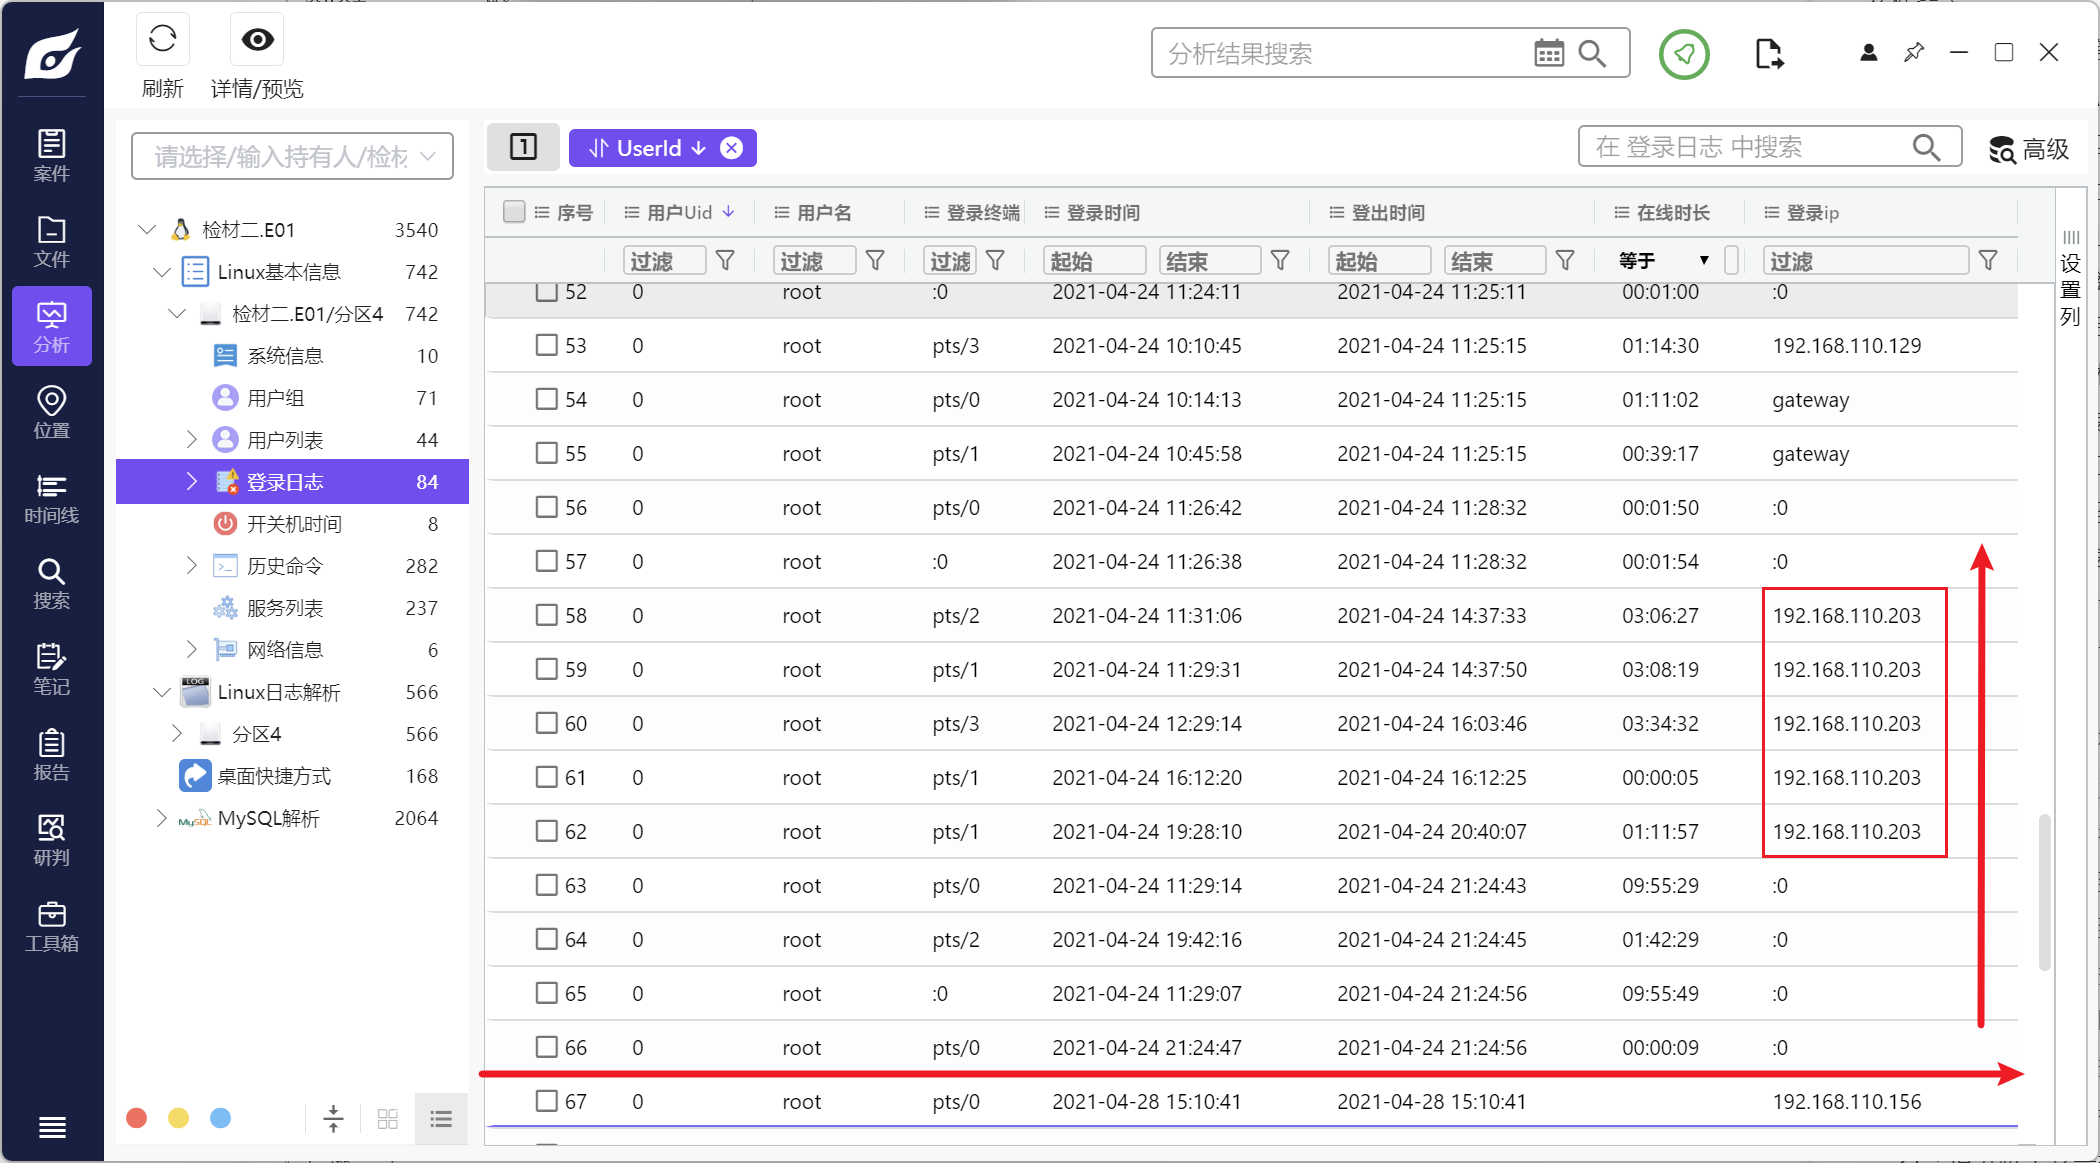 刷新
详情/预览
分析结果搜索
案件
文件
分析
位置
时间线
搜索
笔记
报告
研判
工具箱
请选择/输入持有人/检材
检材二.E01 3540
Linux基本信息 742
检材二.E01/分区4 742
系统信息 10
用户组 71
用户列表 44
登录日志 84
开关机时间 8
历史命令 282
服务列表 237
网络信息 6
LOG Linux日志解析 566
分区4 566
桌面快捷方式 168
MySQL MySQL解析 2064
1 UserId
在 登录日志 中搜索
高级
序号 用户Uid 用户名 登录终端 登录时间 登出时间 在线时长 登录ip
过滤 过滤 过滤 起始 结束 起始 结束 等于 过滤
设置列
52 0 root :0 2021-04-24 11:24:11 2021-04-24 11:25:11 00:01:00 :0
53 0 root pts/3 2021-04-24 10:10:45 2021-04-24 11:25:15 01:14:30 192.168.110.129
54 0 root pts/0 2021-04-24 10:14:13 2021-04-24 11:25:15 01:11:02 gateway
55 0 root pts/1 2021-04-24 10:45:58 2021-04-24 11:25:15 00:39:17 gateway
56 0 root pts/0 2021-04-24 11:26:42 2021-04-24 11:28:32 00:01:50 :0
57 0 root :0 2021-04-24 11:26:38 2021-04-24 11:28:32 00:01:54 :0
58 0 root pts/2 2021-04-24 11:31:06 2021-04-24 14:37:33 03:06:27 192.168.110.203
59 0 root pts/1 2021-04-24 11:29:31 2021-04-24 14:37:50 03:08:19 192.168.110.203
60 0 root pts/3 2021-04-24 12:29:14 2021-04-24 16:03:46 03:34:32 192.168.110.203
61 0 root pts/1 2021-04-24 16:12:20 2021-04-24 16:12:25 00:00:05 192.168.110.203
62 0 root pts/1 2021-04-24 19:28:10 2021-04-24 20:40:07 01:11:57 192.168.110.203
63 0 root pts/0 2021-04-24 11:29:14 2021-04-24 21:24:43 09:55:29 :0
64 0 root pts/2 2021-04-24 19:42:16 2021-04-24 21:24:45 01:42:29 :0
65 0 root :0 2021-04-24 11:29:07 2021-04-24 21:24:56 09:55:49 :0
66 0 root pts/0 2021-04-24 21:24:47 2021-04-24 21:24:56 00:00:09 :0
67 0 root pts/0 2021-04-28 15:10:41 2021-04-28 15:10:41 192.168.110.156